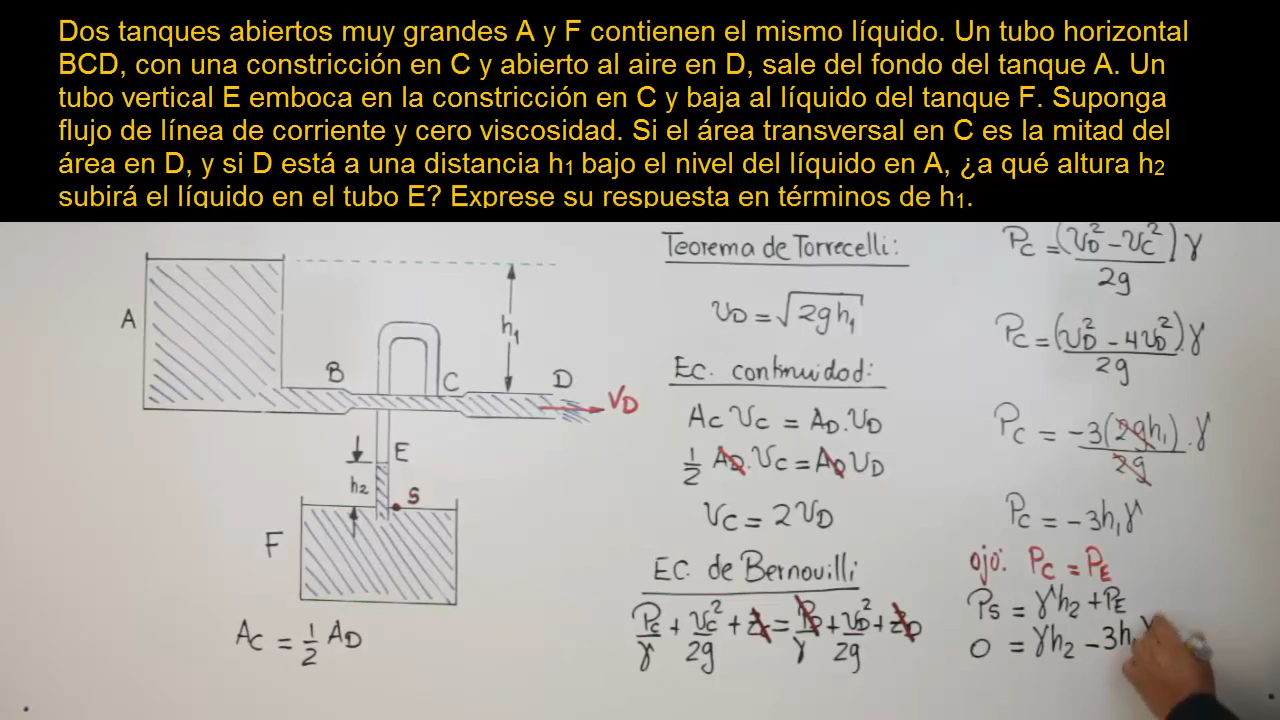 Dos tanques abiertos muy grandes A y F contienen el mismo líquido. Un tubo horizontal
BCD, con una constricción en C y abierto al aire en D, sale del fondo del tanque A. Un
tubo vertical E emboca en la constricción en C y baja al líquido del tanque F. Suponga
flujo de línea de corriente y cero viscosidad. Si el área transversal en C es la mitad del
área en D, y si D está a una distancia h₁ bajo el nivel del líquido en A, ¿a qué altura h₂
subirá el líquido en el tubo E? Exprese su respuesta en términos de h₁.
A
B
C
D
V_D
h₁
E
h₂
S
F
A_C = 1/2 A_D
Teorema de Torrecelli:
V_D = √2gh₁
Ec. continuidad:
A_C V_C = A_D . V_D
1/2 A_D . V_C = A_D V_D
V_C = 2V_D
EC. de Bernouilli
P_C/γ + V_C²/2g + Z_C = P_D/γ + V_D²/2g + Z_D
P_C = (V_D² - V_C²)/2g γ
P_C = (V_D² - 4V_D²)/2g . γ
P_C = -3(2gh₁)/2g . γ
P_C = -3h₁γ
ojo: P_C = P_E
P_S = γh₂ + P_E
0 = γh₂ - 3h₁